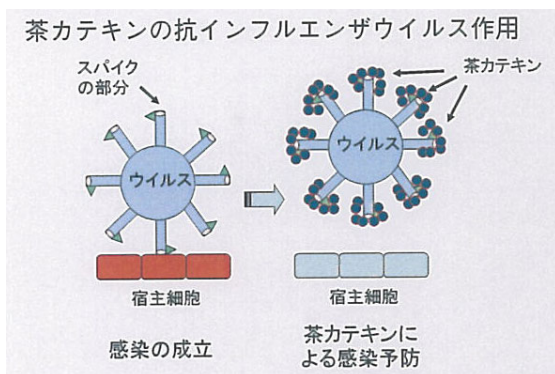 茶カテキンの抗インフルエンザウイルス作用
スパイク
の部分
ウイルス
宿主細胞
感染の成立
茶カテキン
ウイルス
宿主細胞
茶カテキンに
よる感染予防